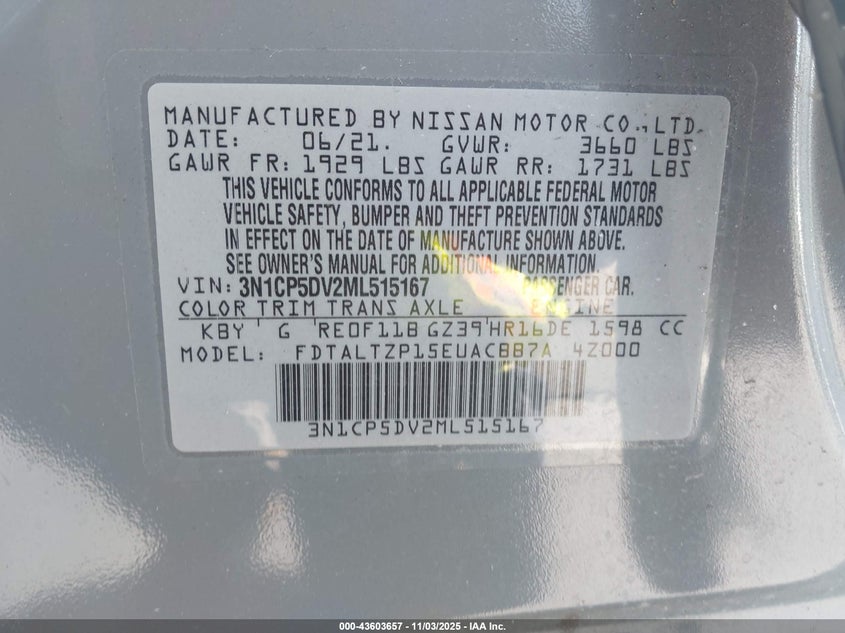 MANUFACTURED BY NISSAN MOTOR CO., LTD.
DATE: 06/21. GVWR: 3660 LBS
GAWR FR: 1929 LBS GAWR RR: 1731 LBS
THIS VEHICLE CONFORMS TO ALL APPLICABLE FEDERAL MOTOR
VEHICLE SAFETY, BUMPER AND THEFT PREVENTION STANDARDS
IN EFFECT ON THE DATE OF MANUFACTURE SHOWN ABOVE.
SEE OWNER'S MANUAL FOR ADDITIONAL INFORMATION.
VIN: 3N1CP5DV2ML515167 PASSENGER CAR.
COLOR TRIM TRANS AXLE ENGINE
KBY G RE0F11B GZ39 HR16DE 1598 CC
MODEL: FDTALTZP15EUACBB7A 4Z000
3N1CP5DV2ML515167
000-43603657 - 11/03/2025 - IAA Inc.